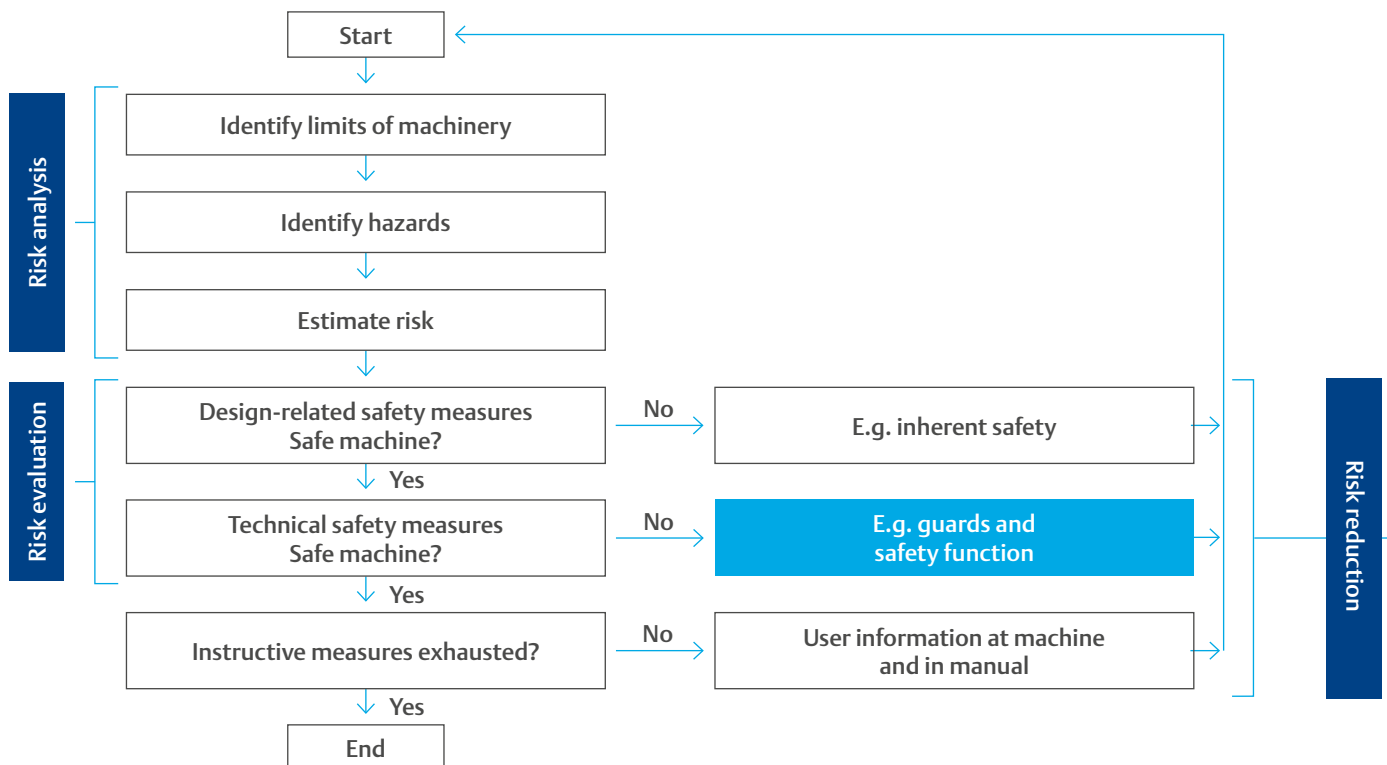 Start
Risk analysis
Identify limits of machinery
Identify hazards
Estimate risk
Risk evaluation
Design-related safety measures
Safe machine?
No
E.g. inherent safety
Yes
Technical safety measures
Safe machine?
No
E.g. guards and
safety function
Risk reduction
Yes
Instructive measures exhausted?
No
User information at machine
and in manual
Yes
End